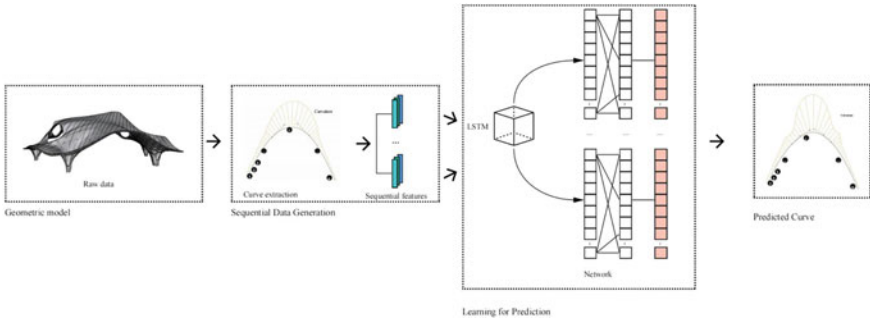 Raw data
Geometric model
Curvature
Curve extraction
...
Sequential features
Sequential Data Generation
LSTM
...
...
...
Network
Learning for Prediction
Predicted Curve